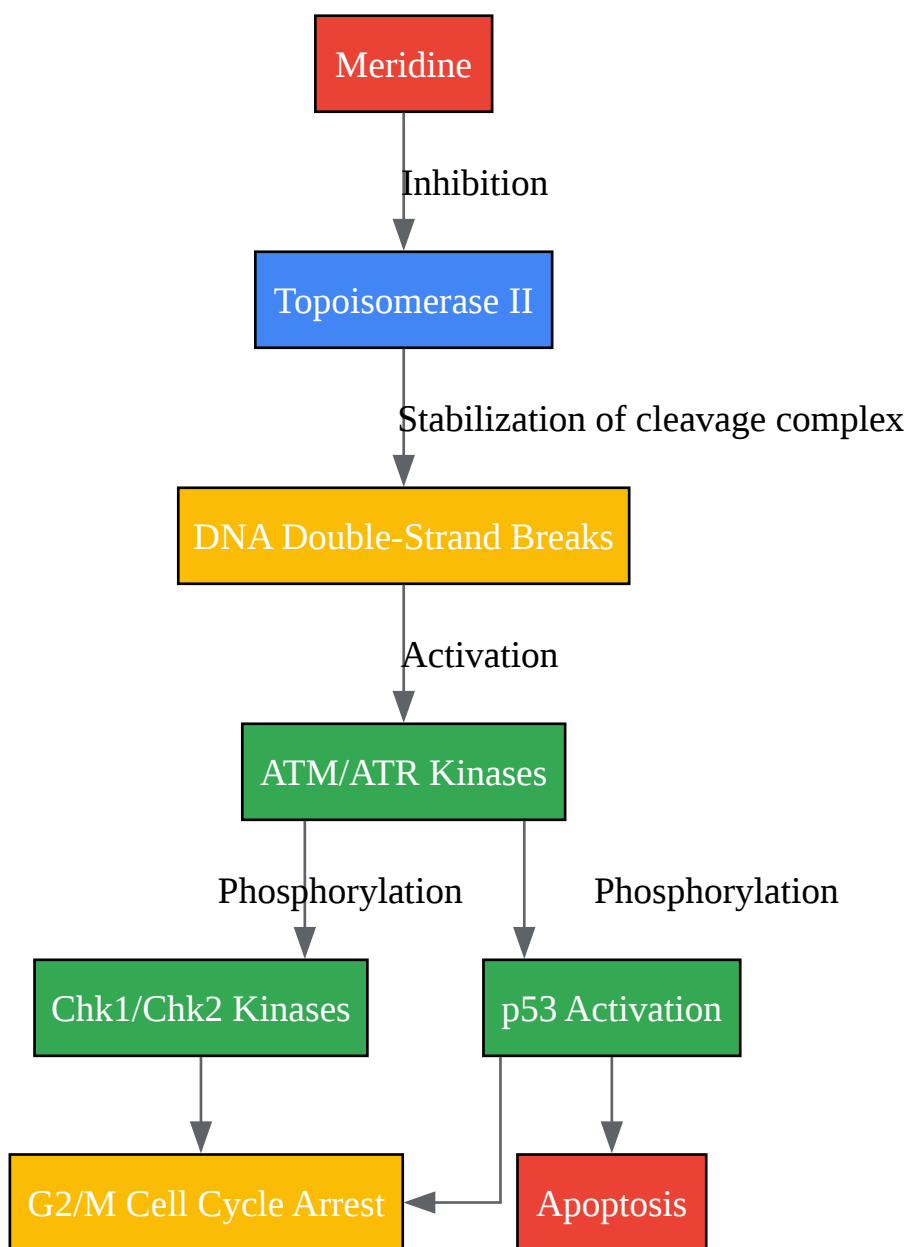 Meridine
Inhibition
Topoisomerase II
Stabilization of cleavage complex
DNA Double-Strand Breaks
Activation
ATM/ATR Kinases
Phosphorylation
Phosphorylation
Chk1/Chk2 Kinases
p53 Activation
G2/M Cell Cycle Arrest
Apoptosis